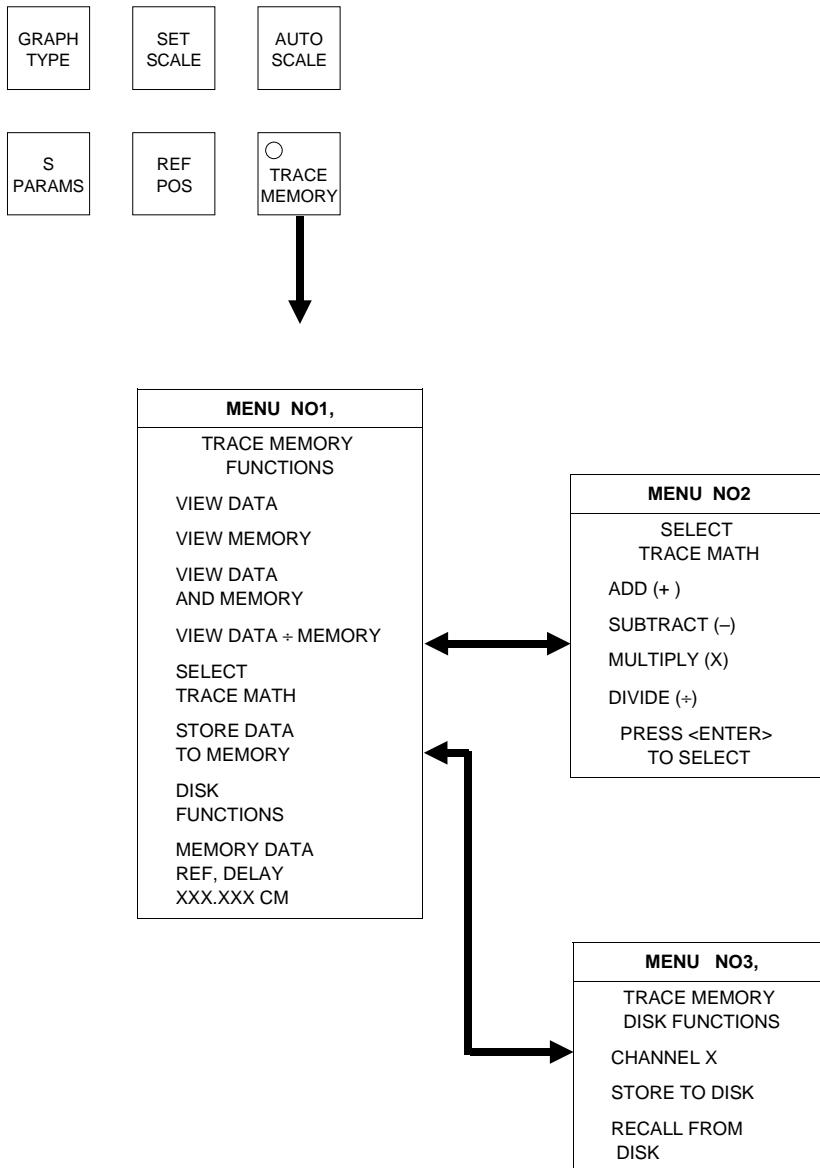 GRAPH
TYPE
SET
SCALE
AUTO
SCALE
S
PARAMS
REF
POS
TRACE
MEMORY
MENU NO1,
TRACE MEMORY
FUNCTIONS
VIEW DATA
VIEW MEMORY
VIEW DATA
AND MEMORY
VIEW DATA ÷ MEMORY
SELECT
TRACE MATH
STORE DATA
TO MEMORY
DISK
FUNCTIONS
MEMORY DATA
REF, DELAY
XXX.XXX CM
MENU NO2
SELECT
TRACE MATH
ADD (+ )
SUBTRACT (–)
MULTIPLY (X)
DIVIDE (÷)
PRESS <ENTER>
TO SELECT
MENU NO3,
TRACE MEMORY
DISK FUNCTIONS
CHANNEL X
STORE TO DISK
RECALL FROM
DISK